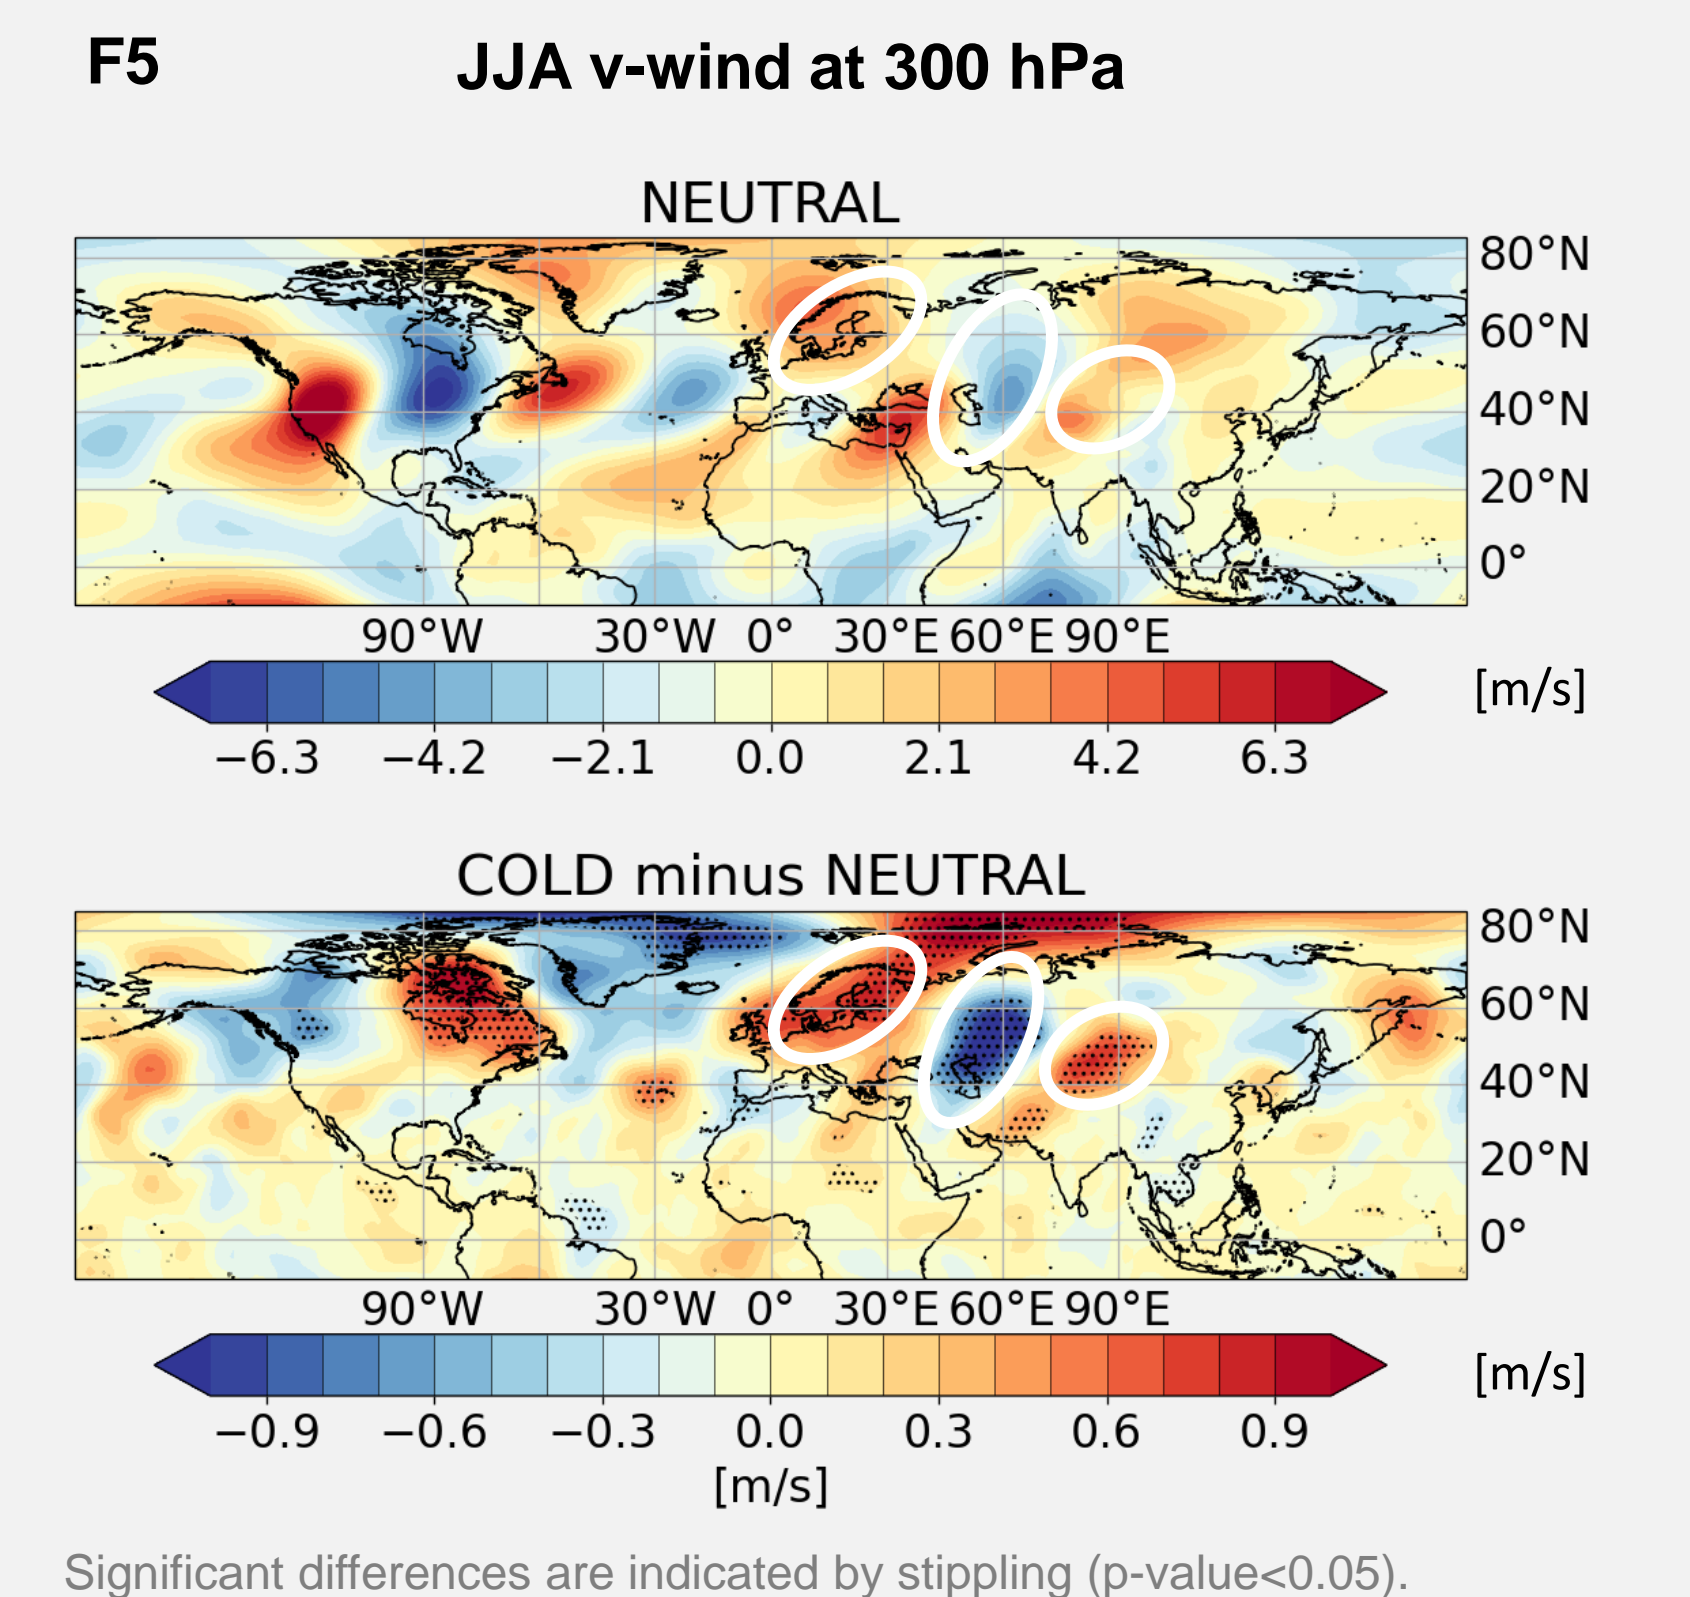 F5
JJA v-wind at 300 hPa
NEUTRAL
80°N
60°N
40°N
20°N
0°
90°W 30°W 0° 30°E 60°E 90°E
[m/s]
−6.3 −4.2 −2.1 0.0 2.1 4.2 6.3
COLD minus NEUTRAL
80°N
60°N
40°N
20°N
0°
90°W 30°W 0° 30°E 60°E 90°E
[m/s]
−0.9 −0.6 −0.3 0.0 0.3 0.6 0.9
[m/s]
Significant differences are indicated by stippling (p-value<0.05).